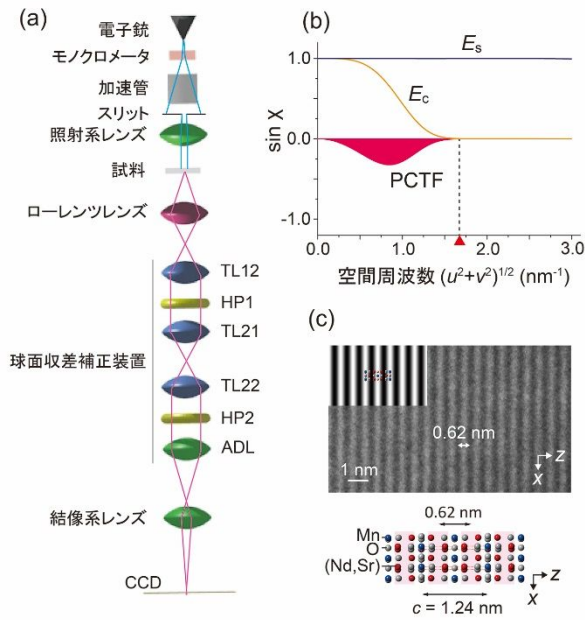 (a)
電子銃
モノクロメータ
加速管
スリット
照射系レンズ
試料
ローレンツレンズ
TL12
HP1
TL21
球面収差補正装置
TL22
HP2
ADL
結像系レンズ
CCD
(b)
sin χ
1.0
0.0
-1.0
Es
Ec
PCTF
0.0
1.0
2.0
3.0
空間周波数 (u²+v²)¹/² (nm⁻¹)
(c)
0.62 nm
1 nm
z
x
0.62 nm
Mn
O
(Nd,Sr)
z
x
c = 1.24 nm